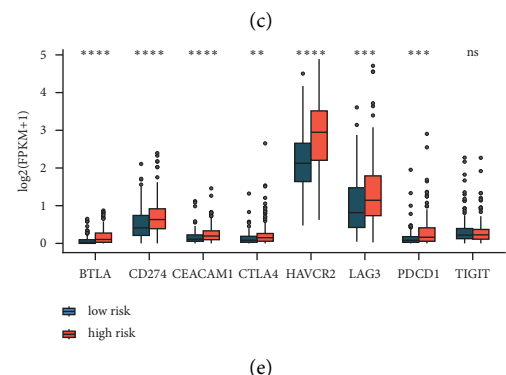 (c)
**** **** **** ** **** *** *** ns
5
4
3
2
1
0
log2(FPKM+1)
BTLA CD274 CEACAM1 CTLA4 HAVCR2 LAG3 PDCD1 TIGIT
low risk
high risk
(e)